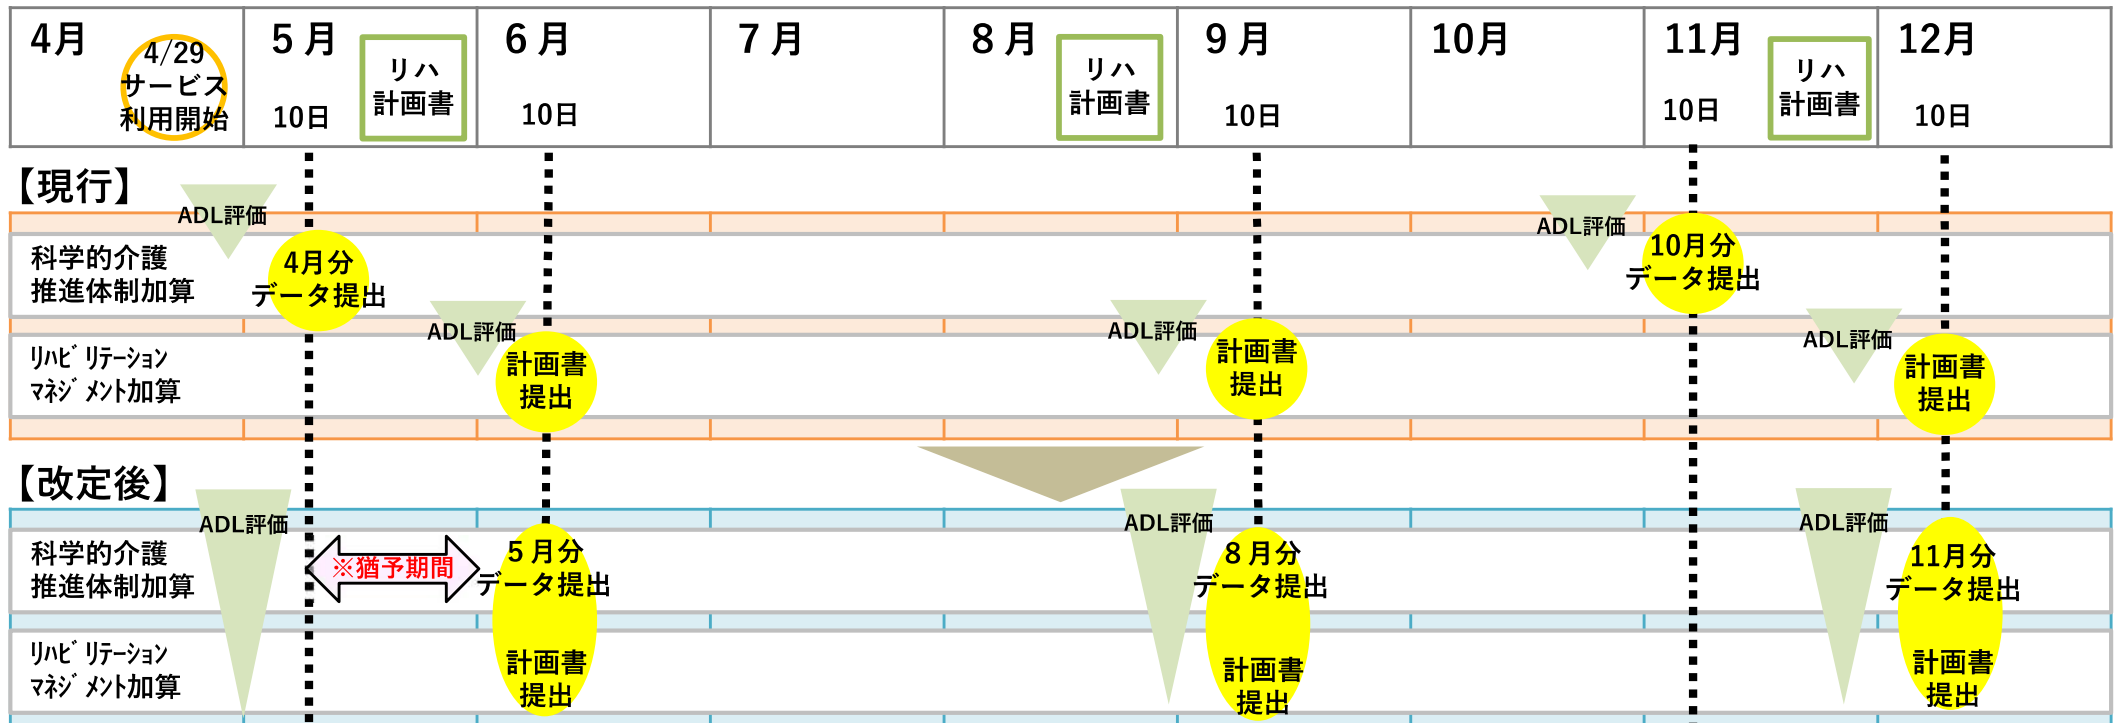 4月
4/29
サービス
利用開始
5月
10日
リハ
計画書
6月
10日
7月
8月
リハ
計画書
9月
10日
10月
11月
10日
リハ
計画書
12月
10日
【現行】
ADL評価
ADL評価
科学的介護
推進体制加算
4月分
データ提出
10月分
データ提出
ADL評価
ADL評価
ADL評価
リハビリテーション
マネジメント加算
計画書
提出
計画書
提出
計画書
提出
【改定後】
ADL評価
ADL評価
ADL評価
科学的介護
推進体制加算
※猶予期間
5月分
データ提出
8月分
データ提出
11月分
データ提出
リハビリテーション
マネジメント加算
計画書
提出
計画書
提出
計画書
提出